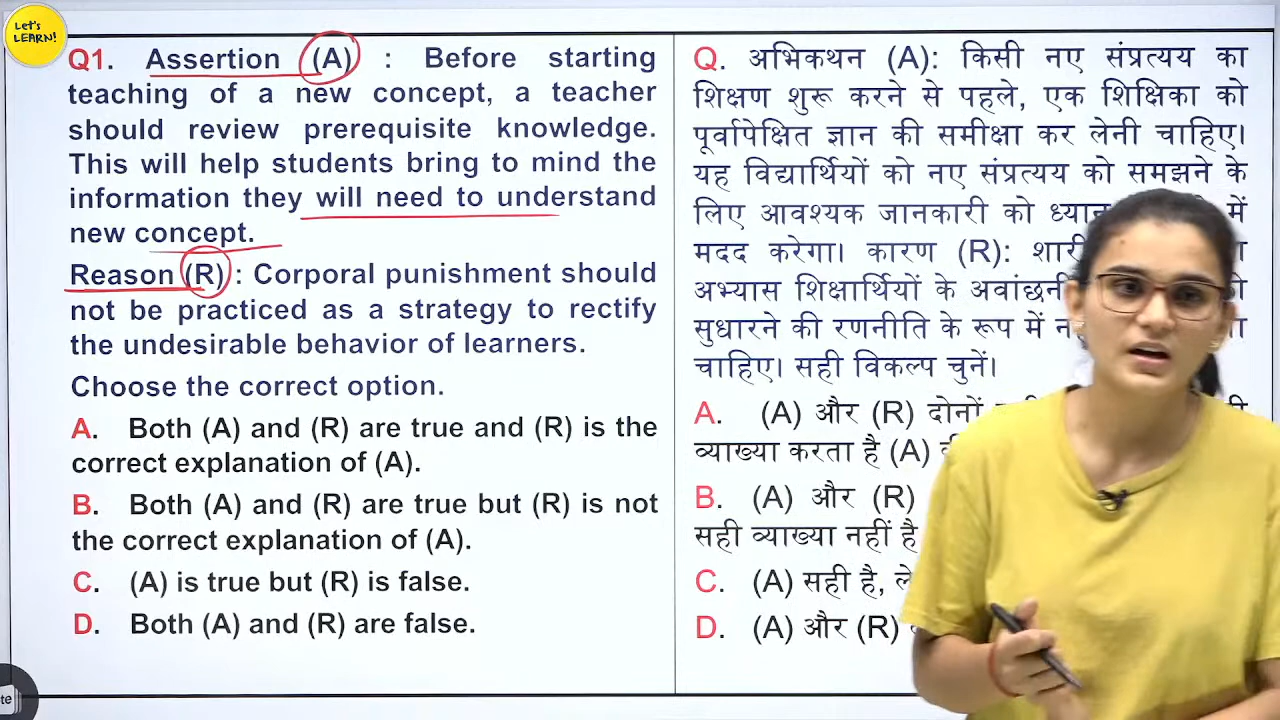 Let's
LEARN!
Q1. Assertion (A) : Before starting
teaching of a new concept, a teacher
should review prerequisite knowledge.
This will help students bring to mind the
information they will need to understand
new concept.
Reason (R) : Corporal punishment should
not be practiced as a strategy to rectify
the undesirable behavior of learners.
Choose the correct option.
A. Both (A) and (R) are true and (R) is the
correct explanation of (A).
B. Both (A) and (R) are true but (R) is not
the correct explanation of (A).
C. (A) is true but (R) is false.
D. Both (A) and (R) are false.
Q. अभिकथन (A): किसी नए संप्रत्यय का
शिक्षण शुरू करने से पहले, एक शिक्षिका को
पूर्वापेक्षित ज्ञान की समीक्षा कर लेनी चाहिए।
यह विद्यार्थियों को नए संप्रत्यय को समझने के
लिए आवश्यक जानकारी को में
मदद करेगा। कारण (R):
अभ्यास शिक्षार्थियों के
सुधारने की रणनीति के रूप में
चाहिए। सही विकल्प चुनें।
A. (A) और (R) दोनों
व्याख्या करता है (A)
B. (A) और (R)
सही व्याख्या नहीं है
C. (A) सही है,
D. (A) और (R)